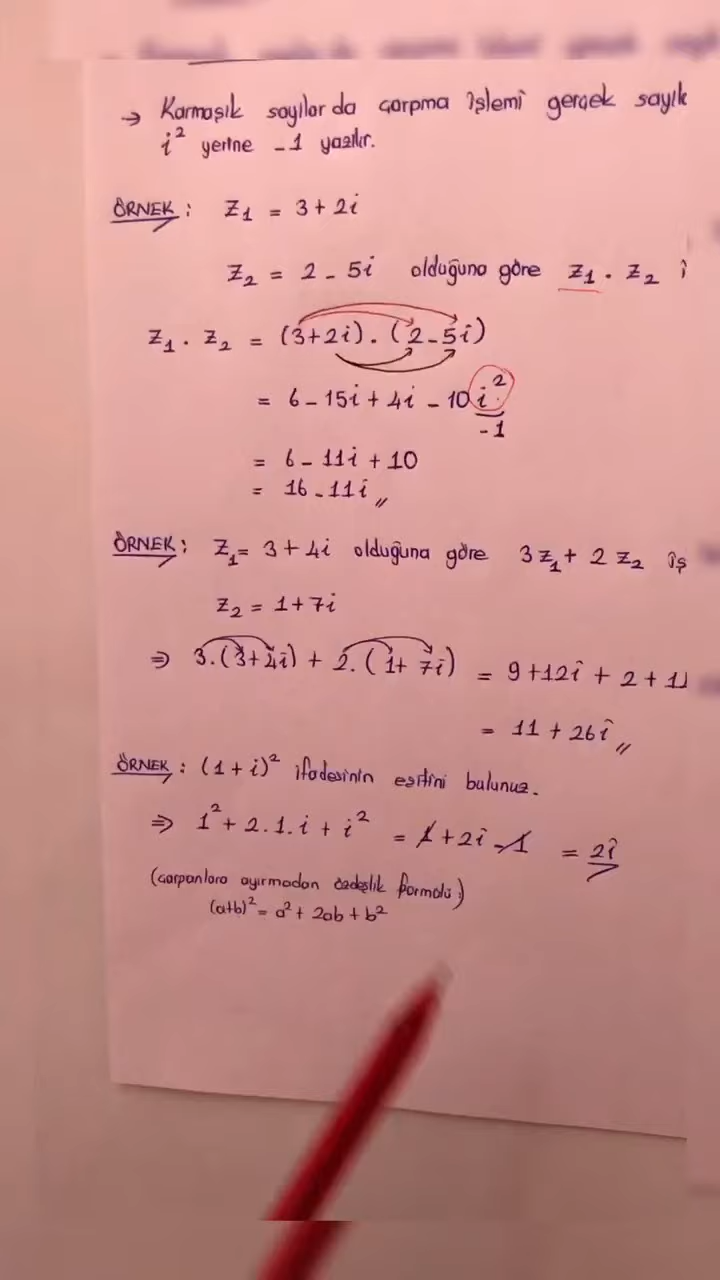 → Karmaşık sayılarda çarpma işlemi gerçek
i² yerine -1 yazılır.
ÖRNEK: Z₁ = 3+2i
Z₂ = 2-5i olduğuna göre Z₁ . Z₂
Z₁ . Z₂ = (3+2i) . (2-5i)
= 6-15i+4i-10i²
-1
= 6-11i+10
= 16-11i //
ÖRNEK: Z₁= 3+4i olduğuna göre 3Z₁+2Z₂
Z₂ = 1+7i
⇒ 3.(3+4i) + 2.(1+7i) = 9+12i + 2+1
= 11+26i //
ÖRNEK: (1+i)² ifadesinin eşitini bulunuz.
⇒ 1²+2.1.i+i² = 1+2i-1 = 2i
(Çarpanlara ayırmadan özdeşlik formülü)
(a+b)² = a²+2ab+b²